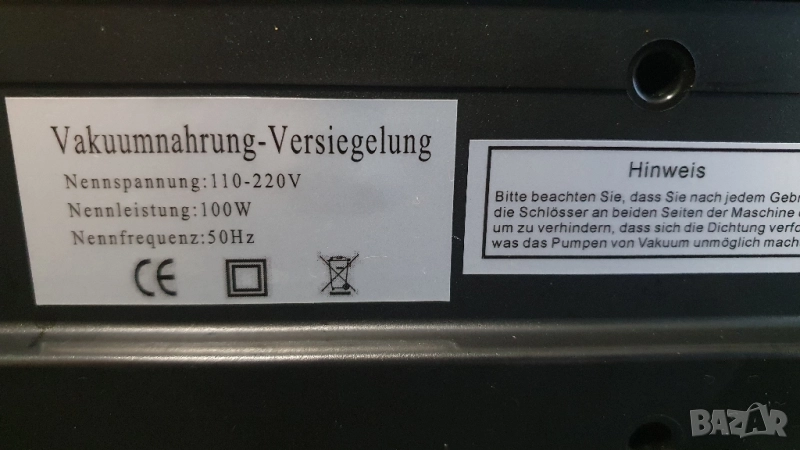 Vakuumnahrung-Versiegelung
Nennspannung:110-220V
Nennleistung:100W
Nennfrequenz:50Hz
CE
Hinweis
Bitte beachten Sie, dass Sie nach jedem Gebr
die Schlösser an beiden Seiten der Maschine
um zu verhindern, dass sich die Dichtung verfo
was das Pumpen von Vakuum unmöglich mach
BAZAR